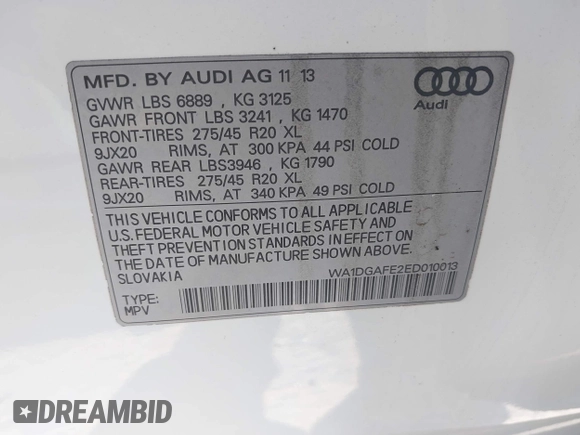 MFD. BY AUDI AG 11 13
Audi
GVWR LBS 6889 , KG 3125
GAWR FRONT LBS 3241 , KG 1470
FRONT-TIRES 275/45 R20 XL
9JX20 RIMS, AT 300 KPA 44 PSI COLD
GAWR REAR LBS3946 , KG 1790
REAR-TIRES 275/45 R20 XL
9JX20 RIMS, AT 340 KPA 49 PSI COLD
THIS VEHICLE CONFORMS TO ALL APPLICABLE
U.S. FEDERAL MOTOR VEHICLE SAFETY AND
THEFT PREVENTION STANDARDS IN EFFECT ON
THE DATE OF MANUFACTURE SHOWN ABOVE.
SLOVAKIA
WA1DGAFE2ED010013
TYPE:
MPV
DREAMBID